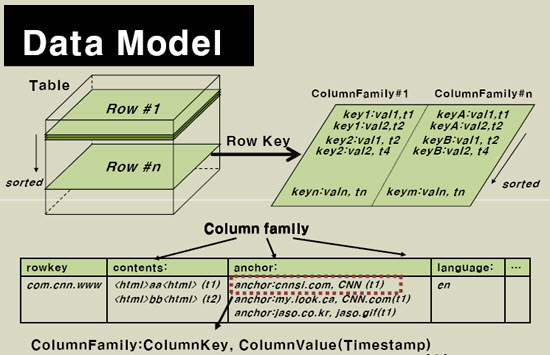 Data Model
Table
Row #1
Row #n
sorted
Row Key
ColumnFamily#1 ColumnFamily#n
key1:val1,t1 keyA:val1,t1
key1:val2,t2 keyA:val2,t2
key2:val1, t2 keyB:val1, t2
key2:val2, t4 keyB:val2, t4
keyn:valn, tn keym:valn, tn
sorted
Column family
rowkey contents: anchor: language: ...
com.cnn.www <html>aa<html> (t1) anchor:cnnsi.com, CNN (t1) en
<html>bb<html> (t2) anchor:my.look.ca, CNN.com(t1)
anchor:jaso.co.kr, jaso.gif(t1)
ColumnFamily:ColumnKey, ColumnValue(Timestamp)